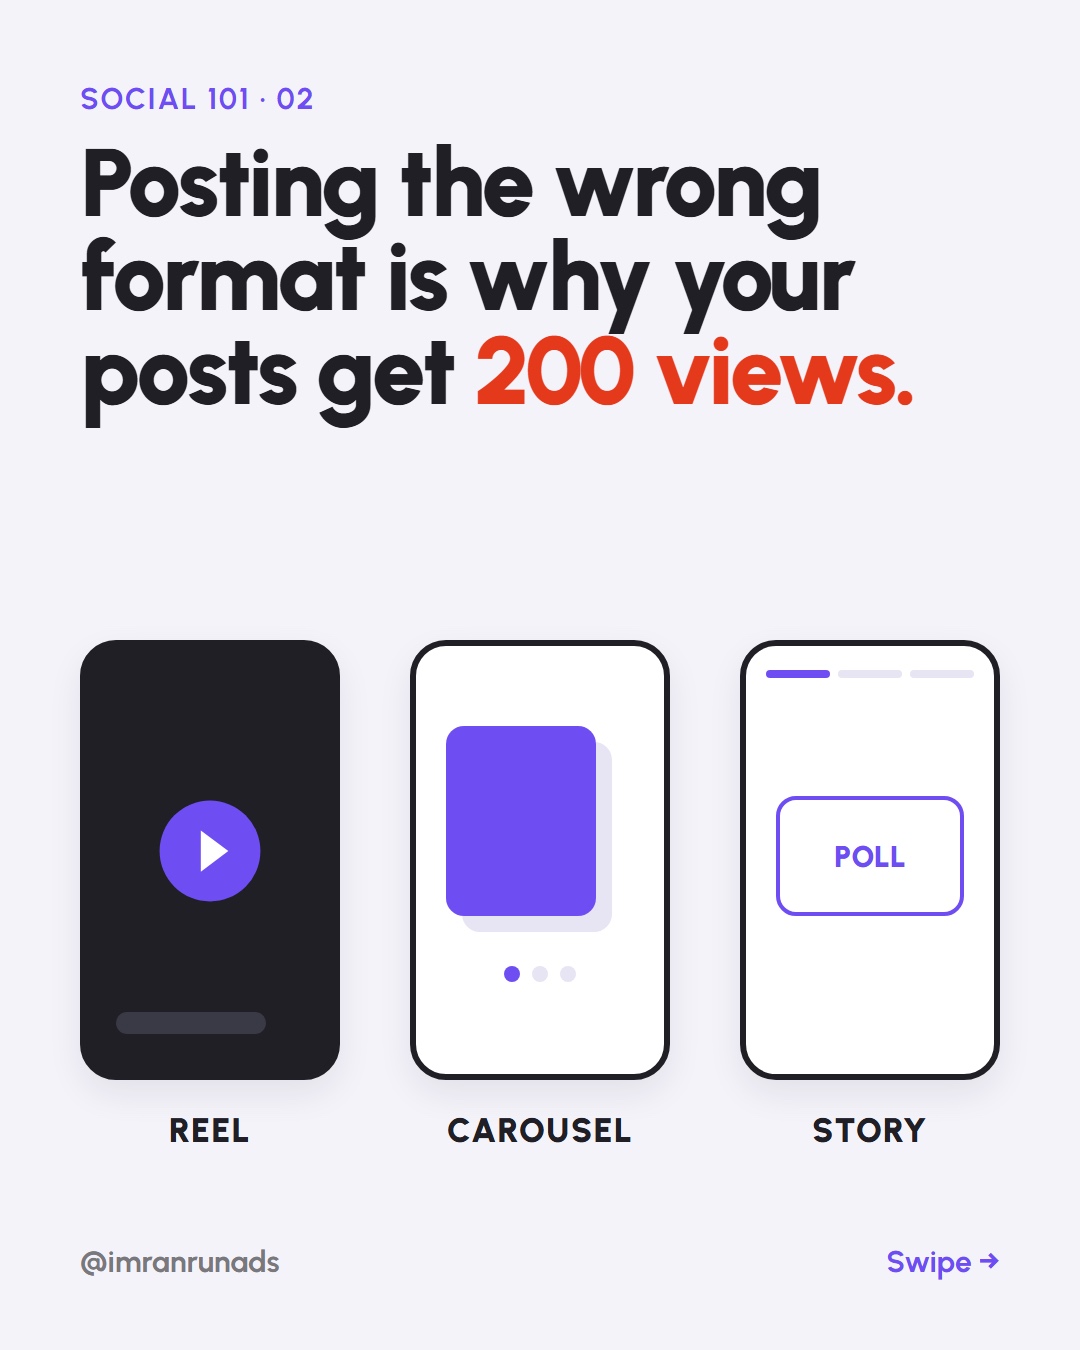 SOCIAL 101 · 02
Posting the wrong
format is why your
posts get 200 views.
POLL
REEL
CAROUSEL
STORY
@imranrunads
Swipe →